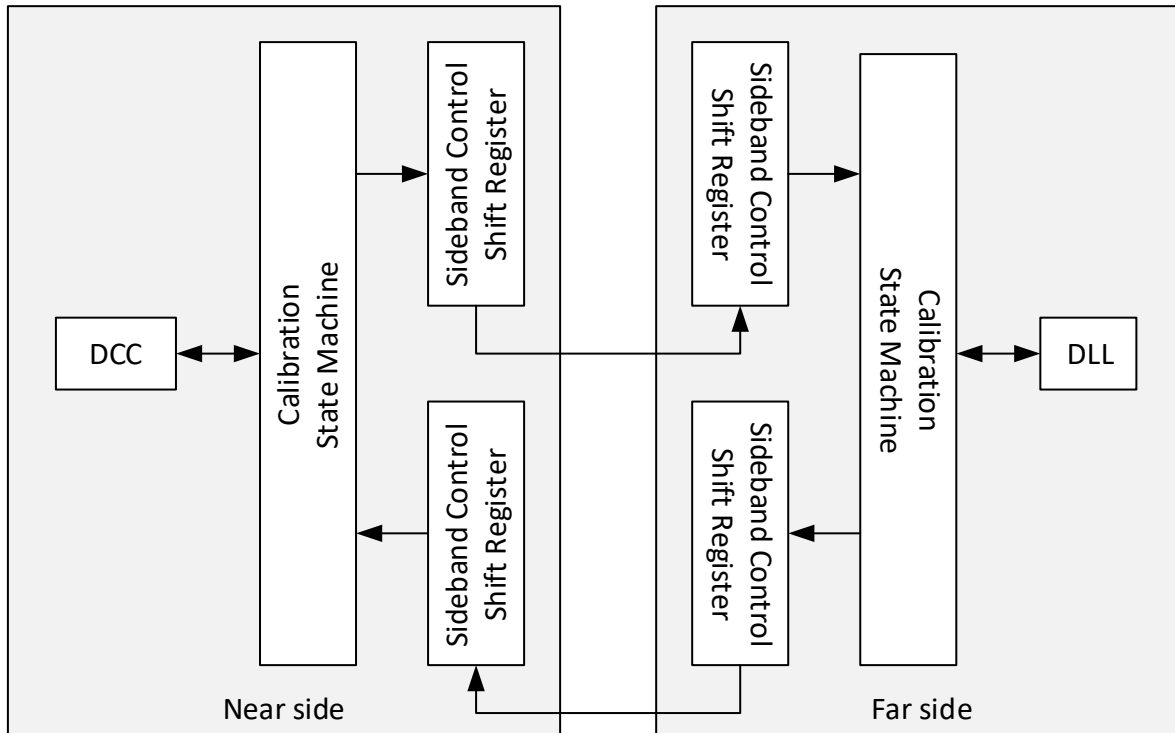 DCC
Calibration
State Machine
Sideband Control
Shift Register
Sideband Control
Shift Register
Near side
Sideband Control
Shift Register
Sideband Control
Shift Register
Calibration
State Machine
DLL
Far side